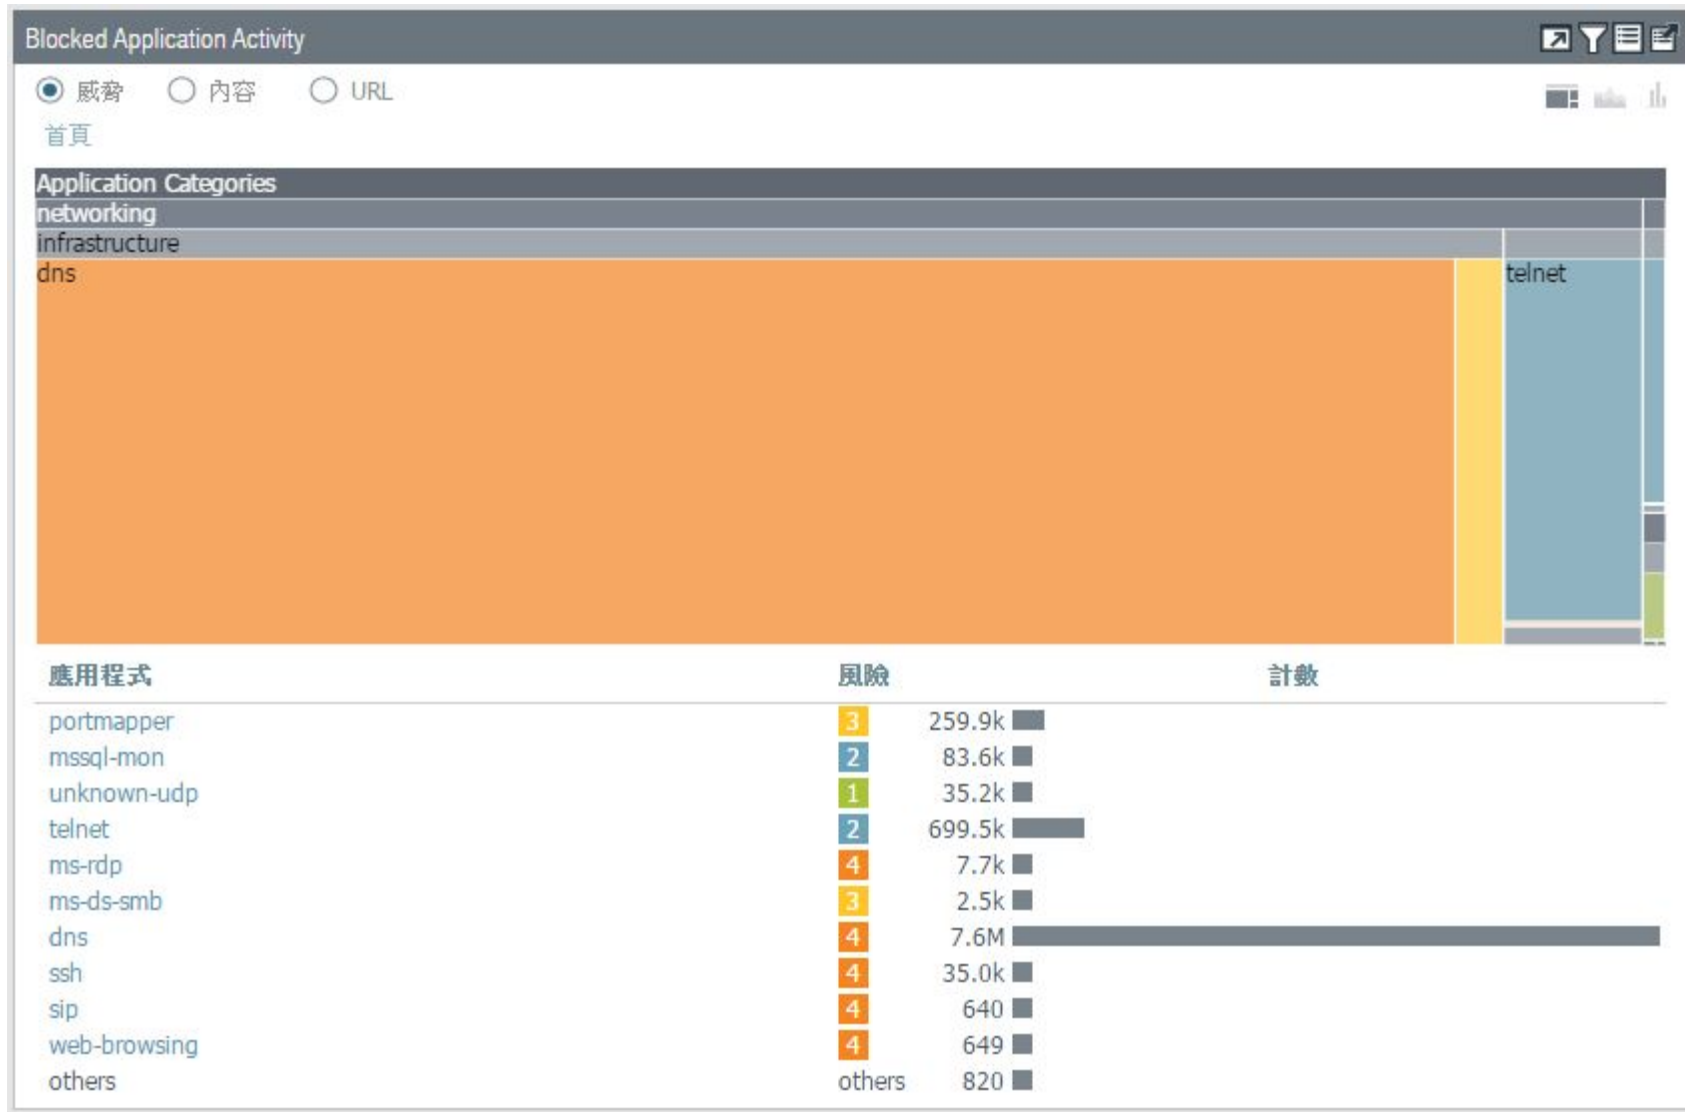 Blocked Application Activity
威脅 內容 URL
首頁
Application Categories
networking
infrastructure
dns telnet
應用程式 風險 計數
portmapper 3 259.9k
mssql-mon 2 83.6k
unknown-udp 1 35.2k
telnet 2 699.5k
ms-rdp 4 7.7k
ms-ds-smb 3 2.5k
dns 4 7.6M
ssh 4 35.0k
sip 4 640
web-browsing 4 649
others others 820